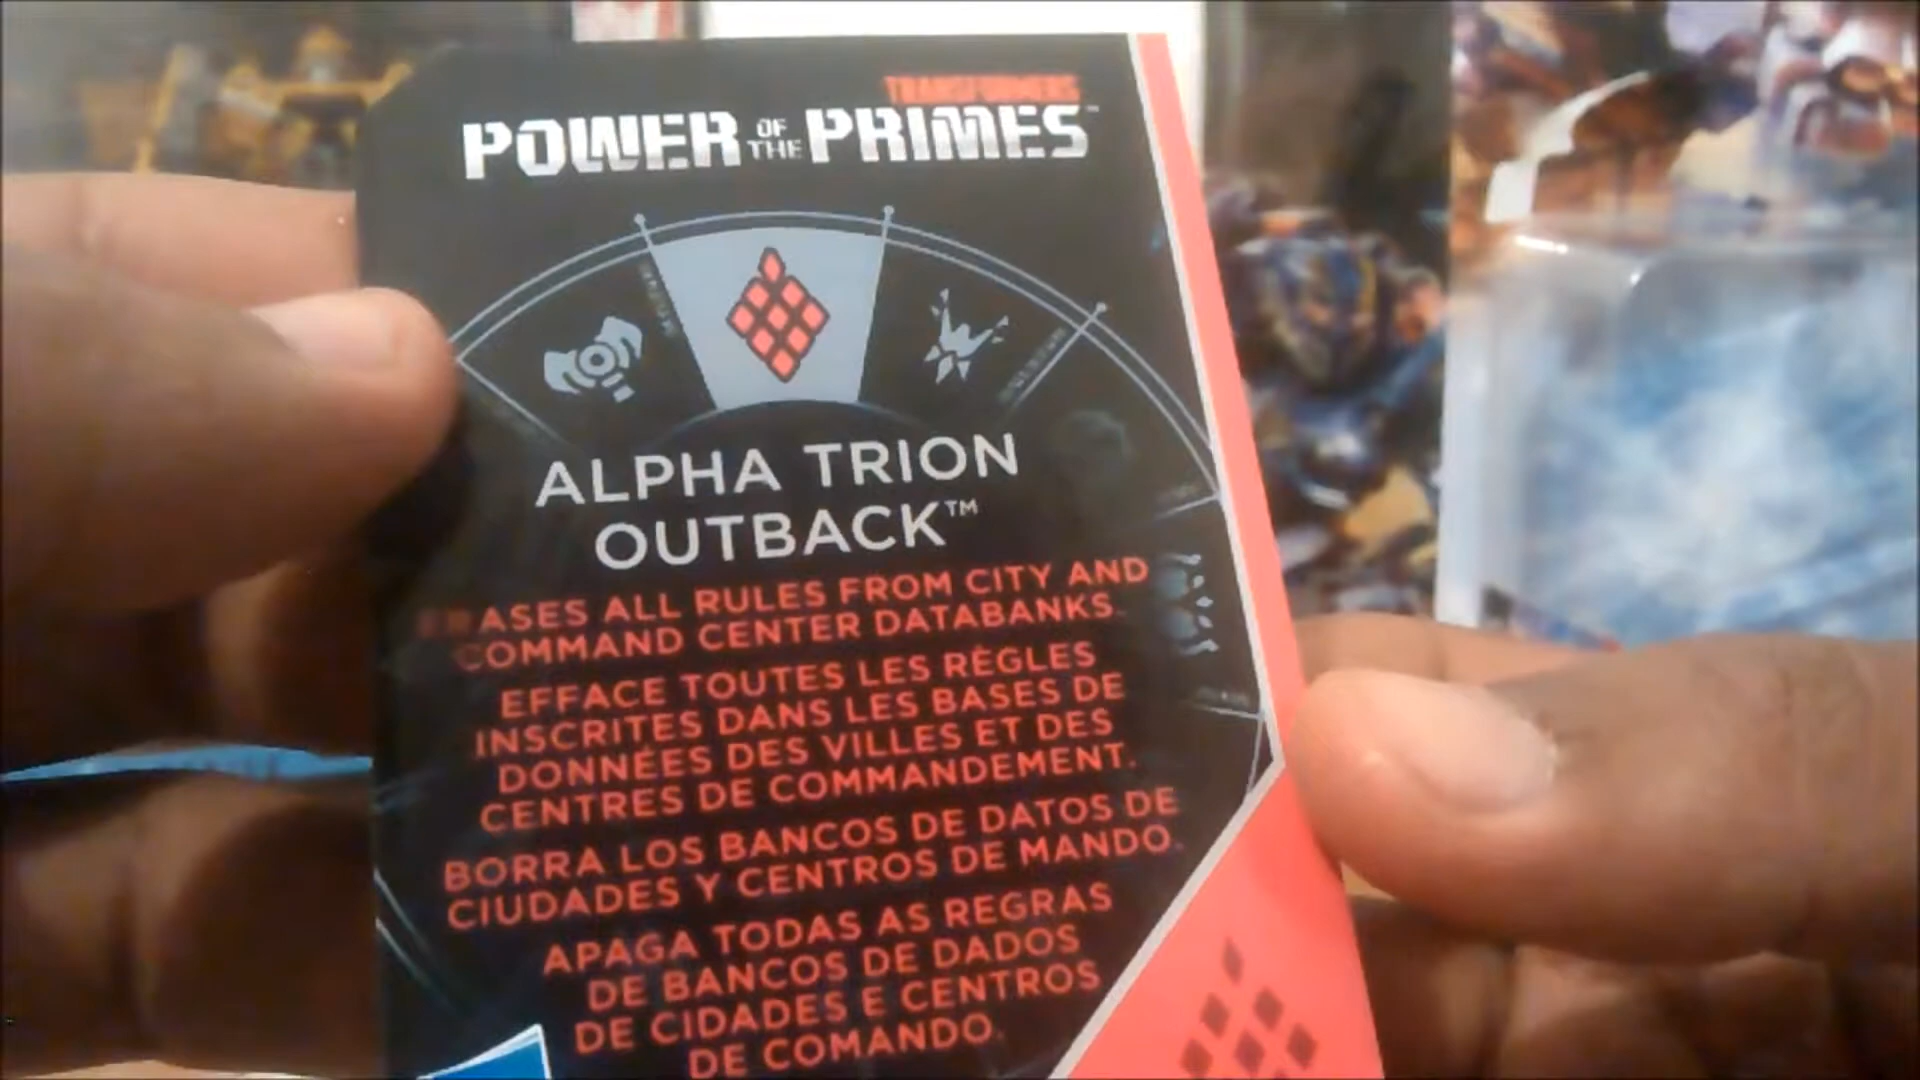 TRANSFORMERS
POWER OF THE PRIMES™
ALPHA TRION
OUTBACK™
ERASES ALL RULES FROM CITY AND
COMMAND CENTER DATABANKS.
EFFACE TOUTES LES RÈGLES
INSCRITES DANS LES BASES DE
DONNÉES DES VILLES ET DES
CENTRES DE COMMANDEMENT.
BORRA LOS BANCOS DE DATOS DE
CIUDADES Y CENTROS DE MANDO.
APAGA TODAS AS REGRAS
DE BANCOS DE DADOS
DE CIDADES E CENTROS
DE COMANDO.